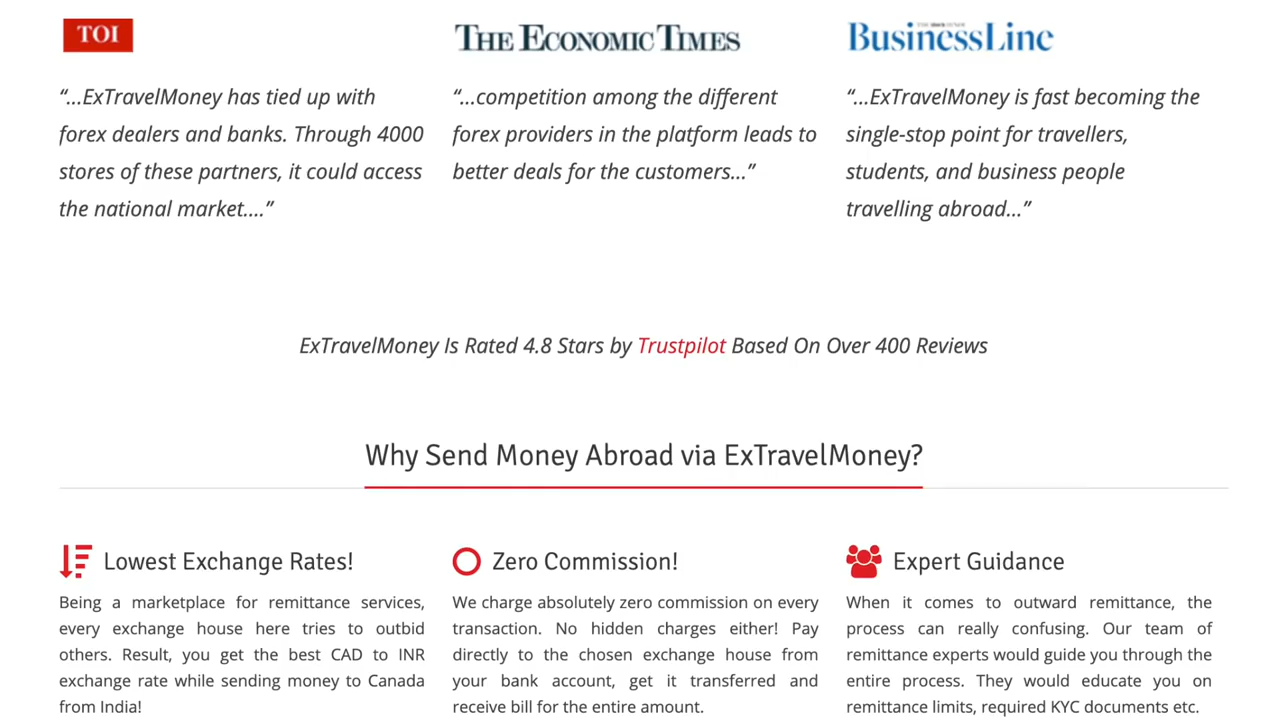 TOI
THE ECONOMIC TIMES
BusinessLine
“...ExTravelMoney has tied up with
forex dealers and banks. Through 4000
stores of these partners, it could access
the national market....”
“...competition among the different
forex providers in the platform leads to
better deals for the customers...”
“...ExTravelMoney is fast becoming the
single-stop point for travellers,
students, and business people
travelling abroad...”
ExTravelMoney Is Rated 4.8 Stars by Trustpilot Based On Over 400 Reviews
Why Send Money Abroad via ExTravelMoney?
Lowest Exchange Rates!
Being a marketplace for remittance services,
every exchange house here tries to outbid
others. Result, you get the best CAD to INR
exchange rate while sending money to Canada
from India!
Zero Commission!
We charge absolutely zero commission on every
transaction. No hidden charges either! Pay
directly to the chosen exchange house from
your bank account, get it transferred and
receive bill for the entire amount.
Expert Guidance
When it comes to outward remittance, the
process can really confusing. Our team of
remittance experts would guide you through the
entire process. They would educate you on
remittance limits, required KYC documents etc.